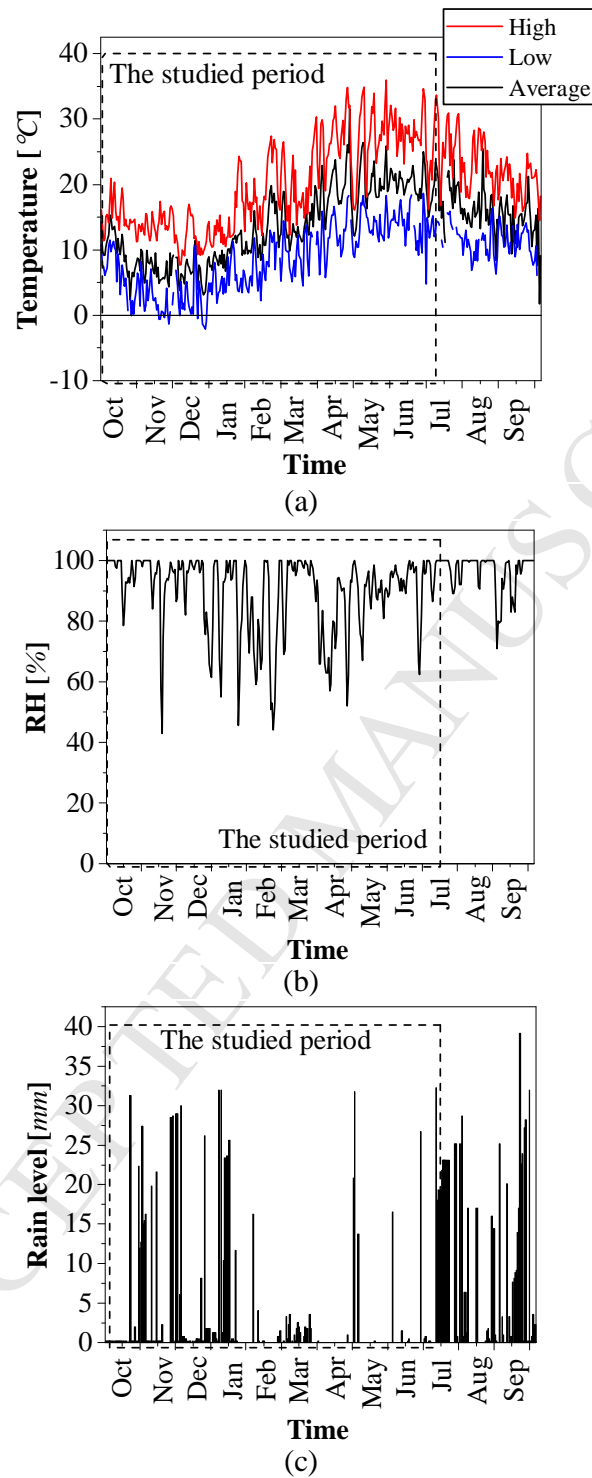 High
Low
Average
The studied period
40
30
20
10
0
-10
Temperature [ °C]
Oct Nov Dec Jan Feb Mar Apr May Jun Jul Aug Sep
Time
(a)
100
80
60
40
20
0
RH [%]
The studied period
Oct Nov Dec Jan Feb Mar Apr May Jun Jul Aug Sep
Time
(b)
40
35
30
25
20
15
10
5
0
Rain level [mm]
The studied period
Oct Nov Dec Jan Feb Mar Apr May Jun Jul Aug Sep
Time
(c)
CEPTED MANUSC